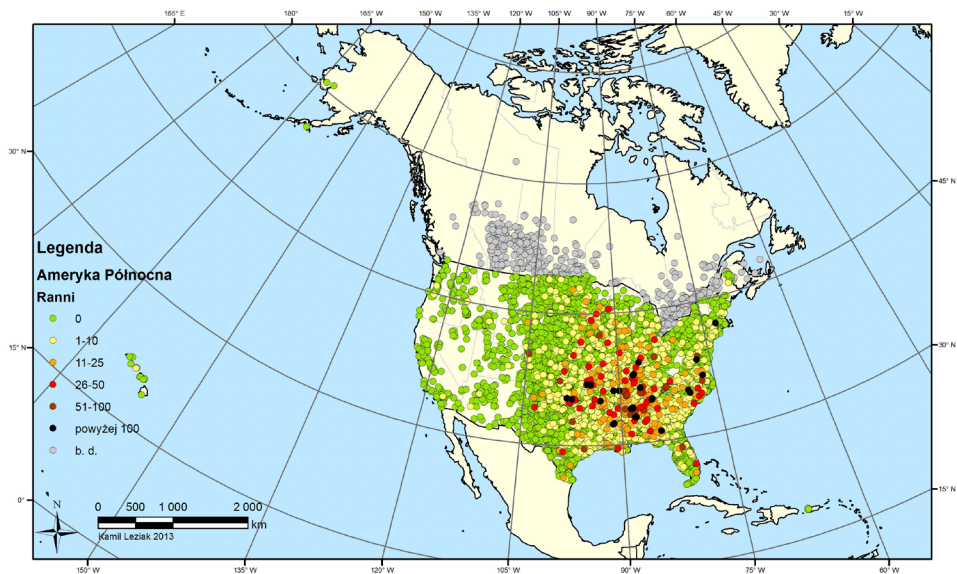 165° E 180° 165° W 150° W 135° W 120° W 105° W 90° W 75° W 60° W 45° W 30° W 15° W
30° N
45° N
Legenda
Ameryka Północna
Ranni
0
1-10
11-25
26-50
51-100
powyżej 100
b. d.
15° N
30° N
0°
15° N
N
0 500 1 000 2 000
km
Kamil Leziak 2013
150° W 135° W 120° W 105° W 90° W 75° W 60° W